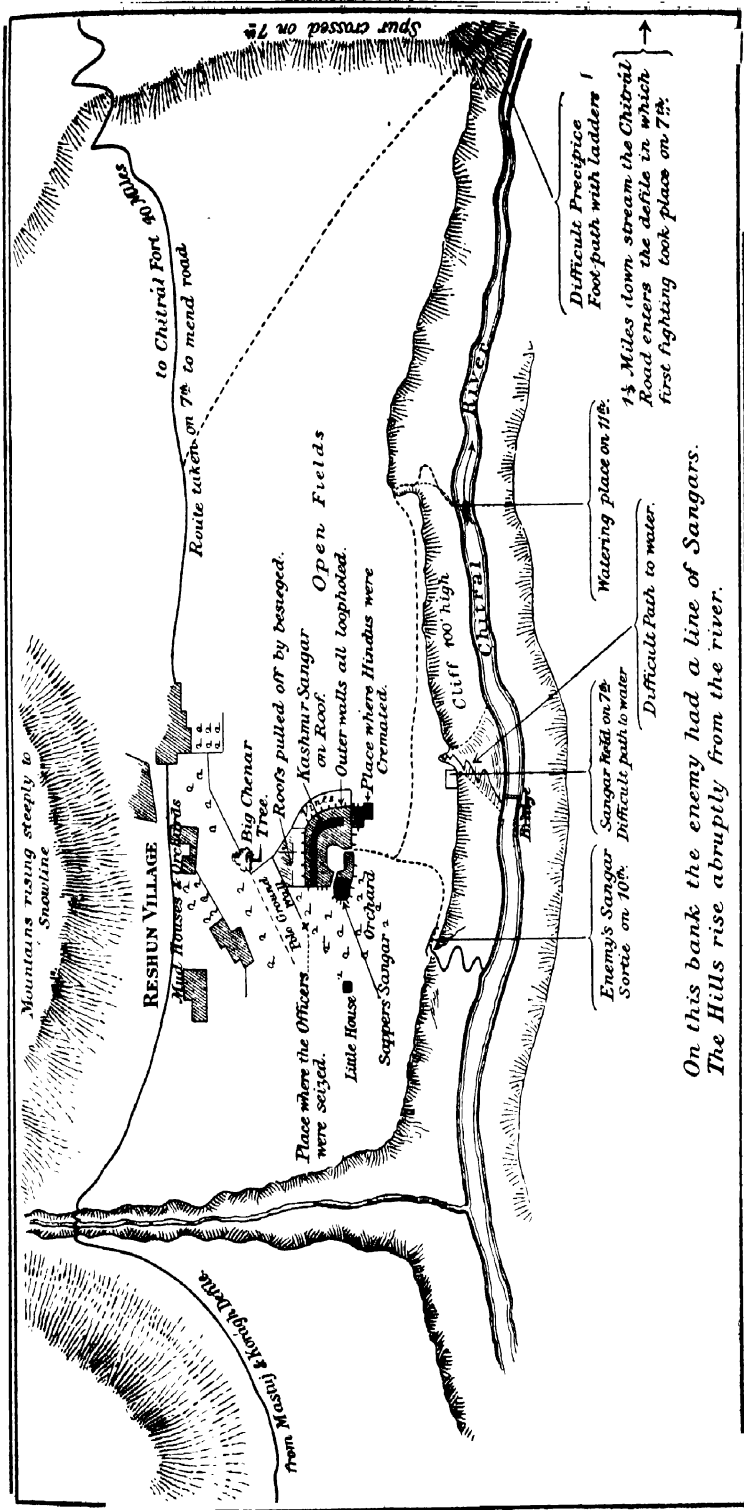 Mountains rising steeply to
Snowline
RESHUN VILLAGE
Mud Houses & Orchards
to Chitrál Fort 40 Miles
Route taken on 7th to mend road
Spur crossed on 7th
from Mastuj & Koragh Defile.
Big Chenar
Tree.
Polo Ground
wall
Roofs pulled off by besieged.
Kashmir Sangar
on Roof.
Outer walls all loopholed.
Place where Hindus were
Cremated.
Open Fields
Place where the Officers
were seized.
Little House
Sappers Sangar
Orchard
Cliff 100' high
Chitral River
Bridge
Enemy's Sangar
Sortie on 10th.
Sangar held on 7th
Difficult path to water
Difficult Path to water.
Watering place on 11th.
Difficult Precipice
Foot-path with ladders
1½ Miles down stream the Chitrál
Road enters the defile in which
first fighting took place on 7th.
On this bank the enemy had a line of Sangars.
The Hills rise abruptly from the river.